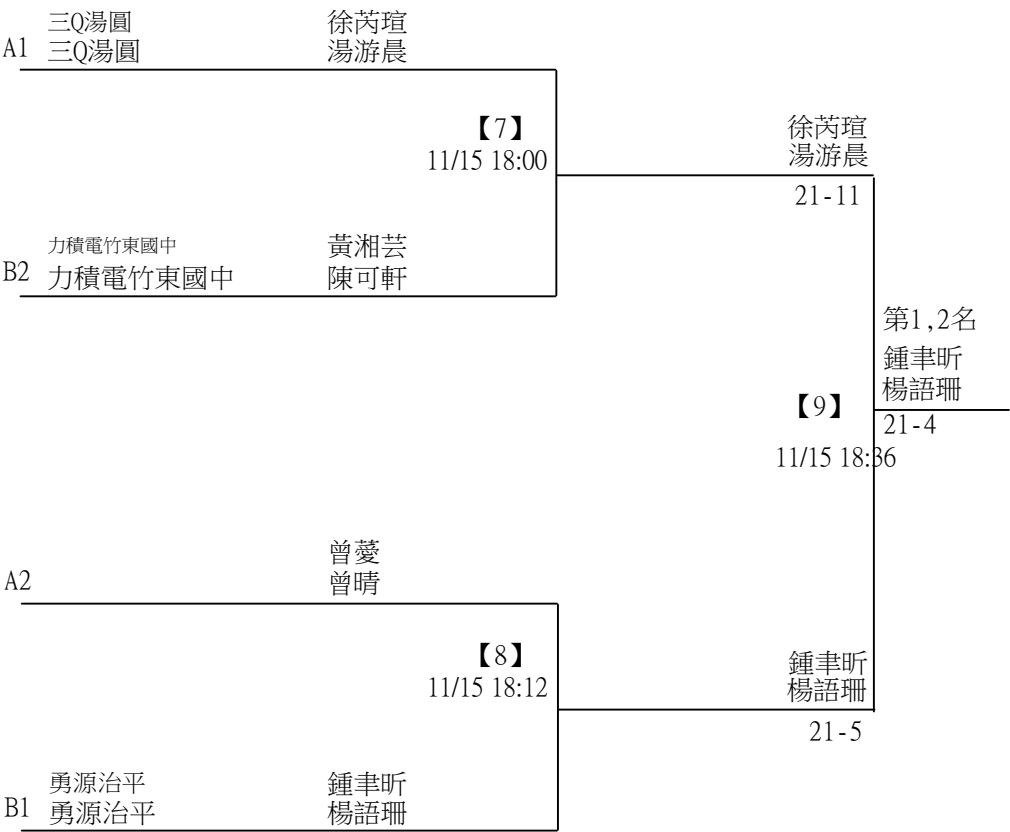 三Q湯圓 徐芮瑄
A1 三Q湯圓 湯游晨
【7】
11/15 18:00
徐芮瑄
湯游晨
21-11
力積電竹東國中 黃湘芸
B2 力積電竹東國中 陳可軒
第1,2名
鍾聿昕
楊語珊
【9】
21-4
11/15 18:36
曾薆
A2 曾晴
【8】
11/15 18:12
鍾聿昕
楊語珊
21-5
勇源治平 鍾聿昕
B1 勇源治平 楊語珊